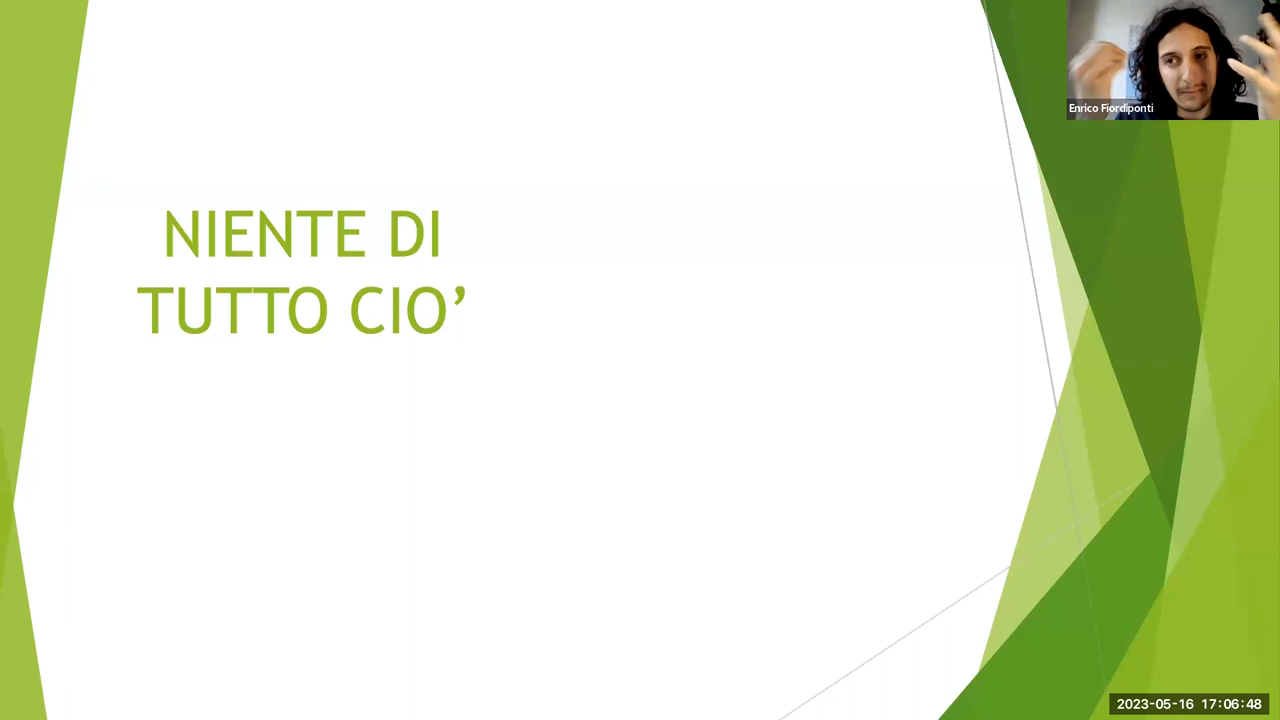 Enrico Fiordiponti
NIENTE DI
TUTTO CIO’
2023-05-16 17:06:48